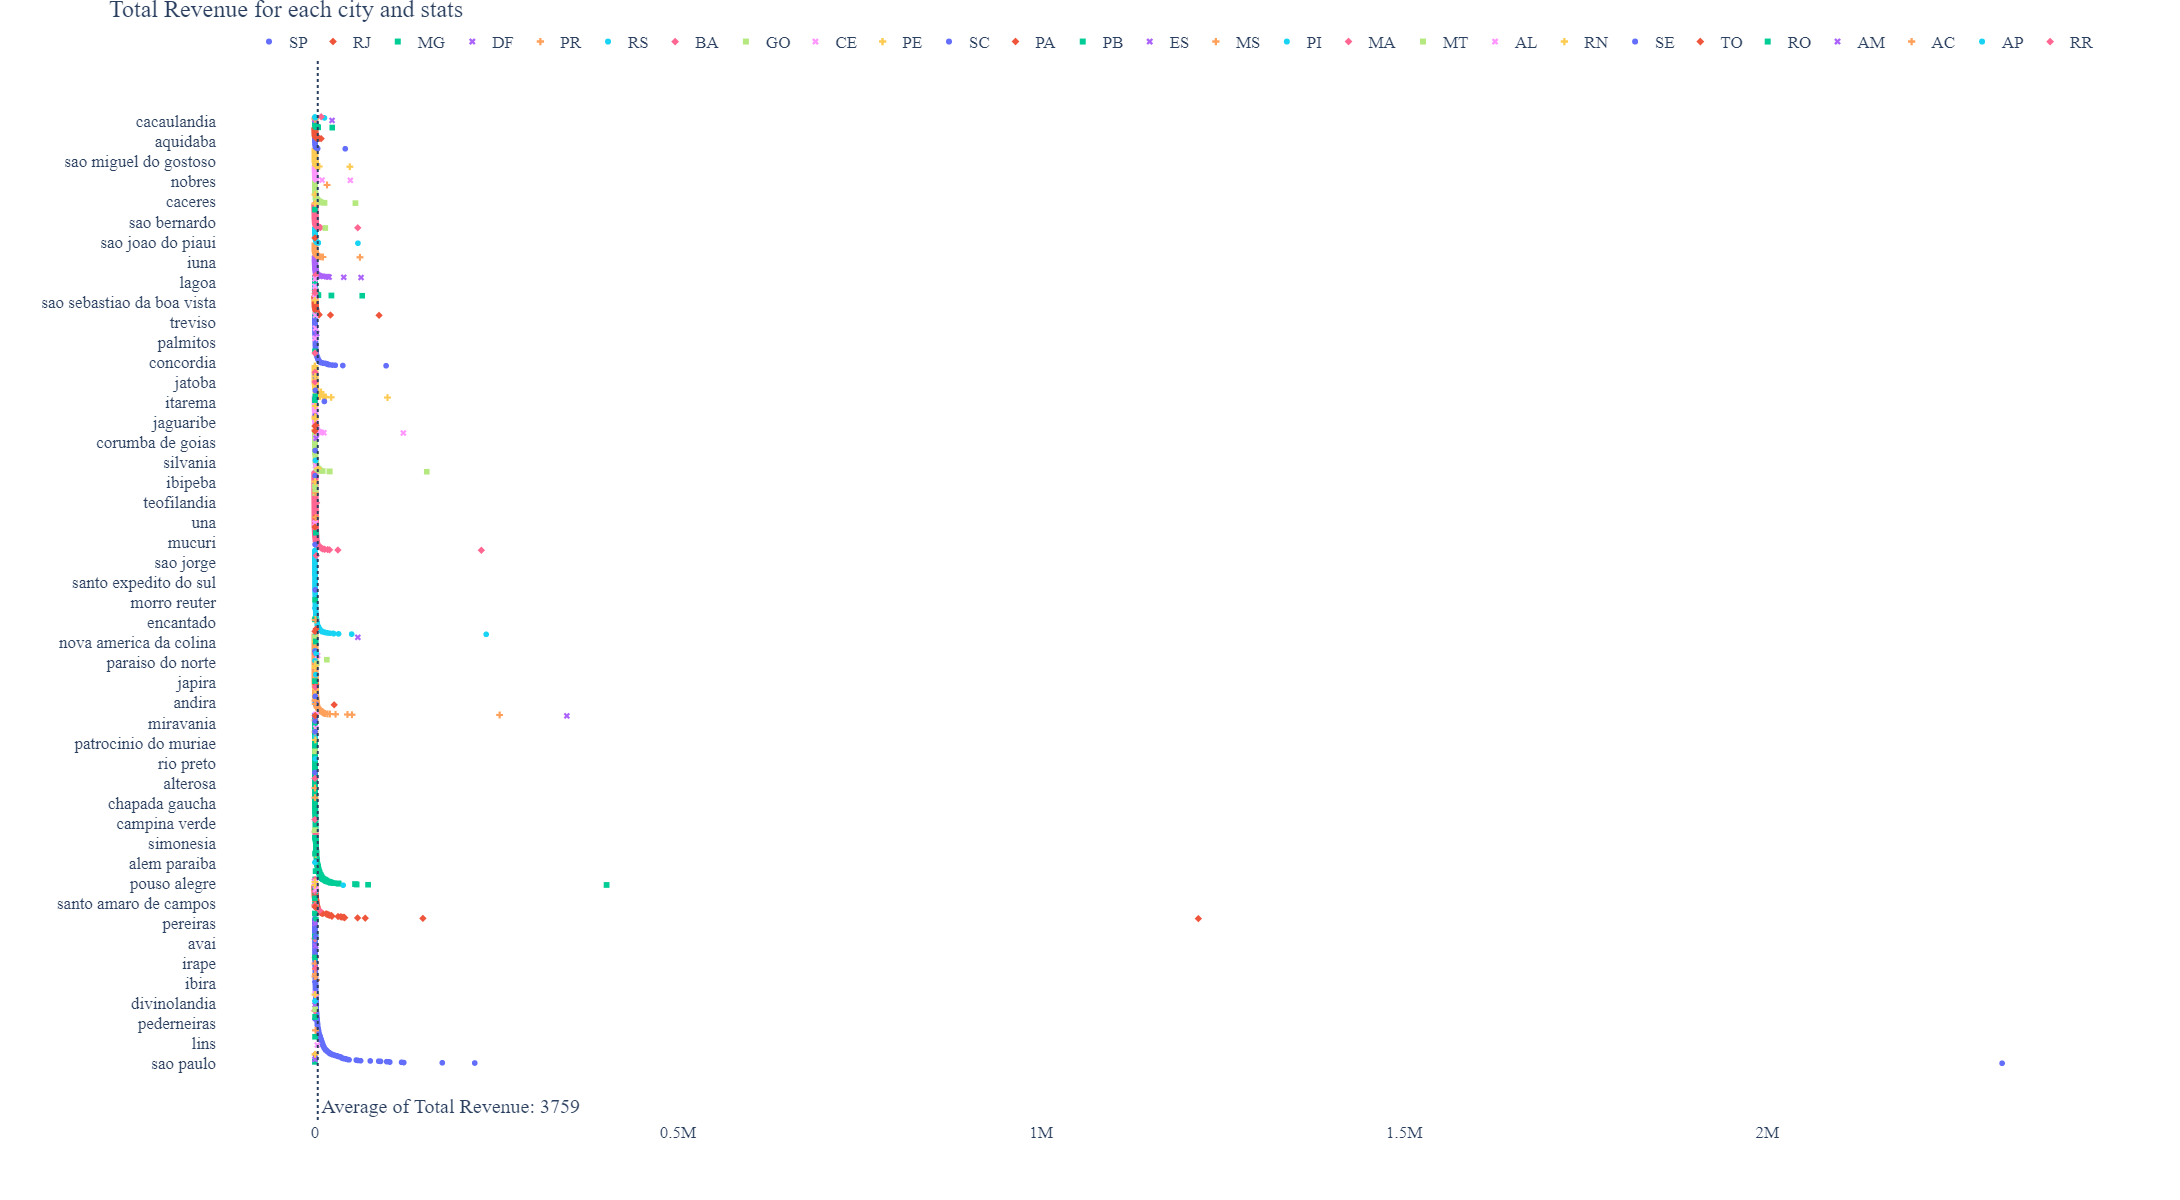 Total Revenue for each city and stats
SP RJ MG DF PR RS BA GO CE PE SC PA PB ES MS PI MA MT AL RN SE TO RO AM AC AP RR
cacaulandia
aquidaba
sao miguel do gostoso
nobres
caceres
sao bernardo
sao joao do piaui
iuna
lagoa
sao sebastiao da boa vista
treviso
palmitos
concordia
jatoba
itarema
jaguaribe
corumba de goias
silvania
ibipeba
teofilandia
una
mucuri
sao jorge
santo expedito do sul
morro reuter
encantado
nova america da colina
paraiso do norte
japira
andira
miravania
patrocinio do muriae
rio preto
alterosa
chapada gaucha
campina verde
simonesia
alem paraiba
pouso alegre
santo amaro de campos
pereiras
avai
irape
ibira
divinolandia
pederneiras
lins
sao paulo
Average of Total Revenue: 3759
0 0.5M 1M 1.5M 2M